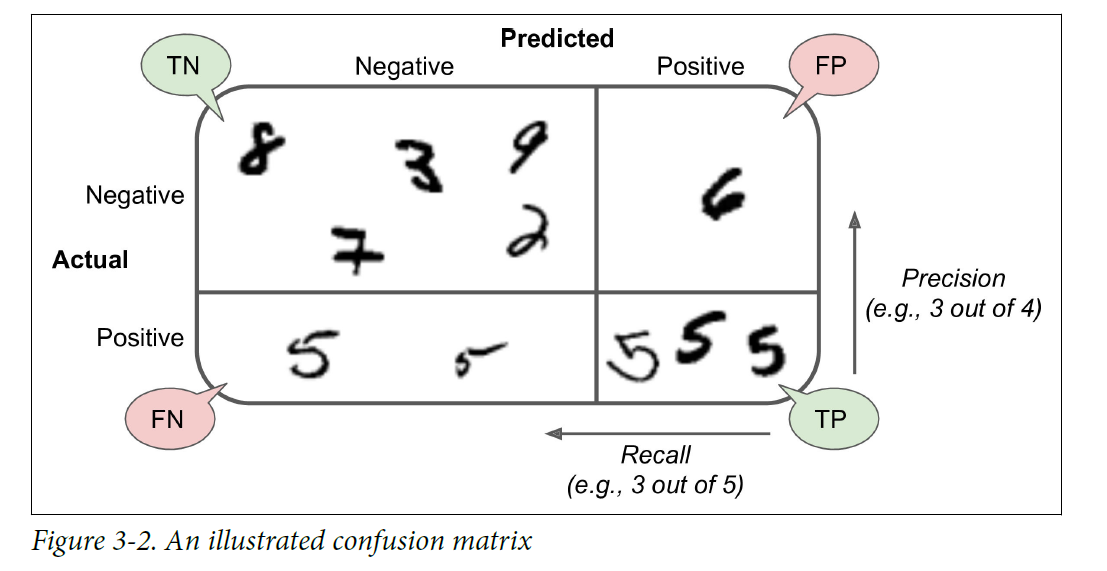 Predicted
TN Negative Positive FP
8 3 9
Negative 6
7 2
Actual
Precision
(e.g., 3 out of 4)
Positive 5 5 5 5 5
FN TP
Recall
(e.g., 3 out of 5)
Figure 3-2. An illustrated confusion matrix